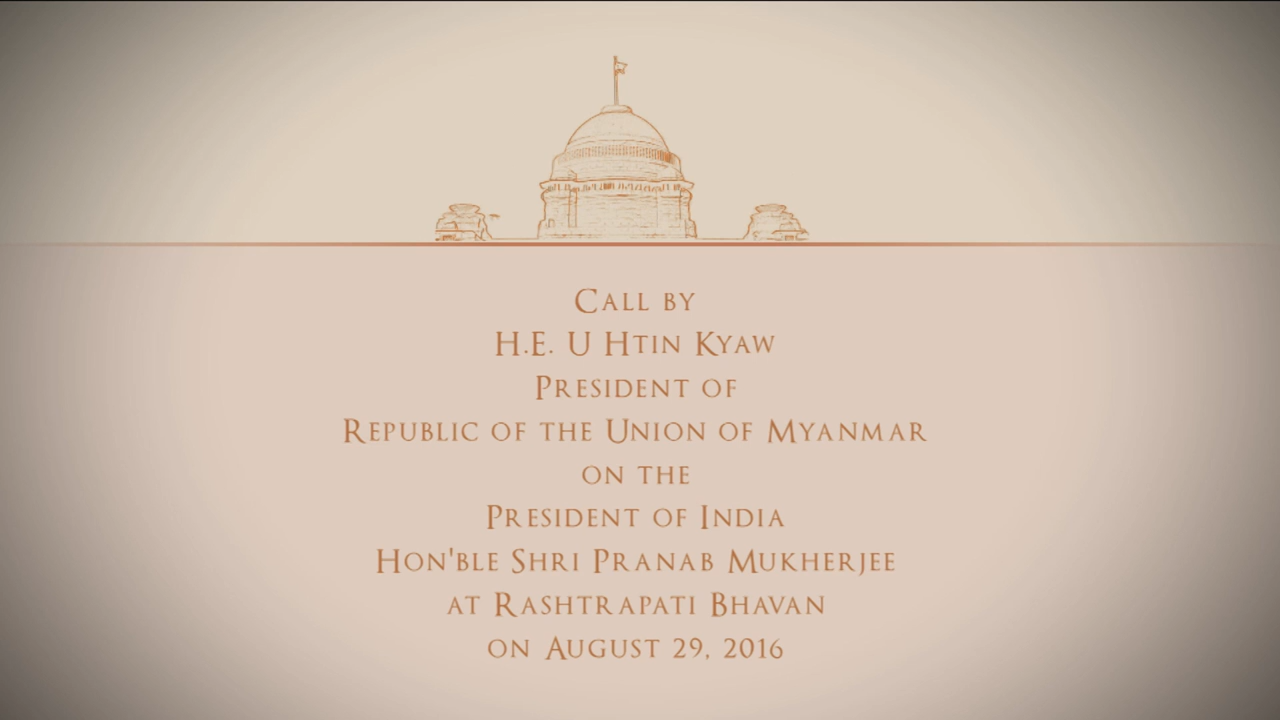 Call by
H.E. U Htin Kyaw
President of
Republic of the Union of Myanmar
on the
President of India
Hon'ble Shri Pranab Mukherjee
at Rashtrapati Bhavan
on August 29, 2016